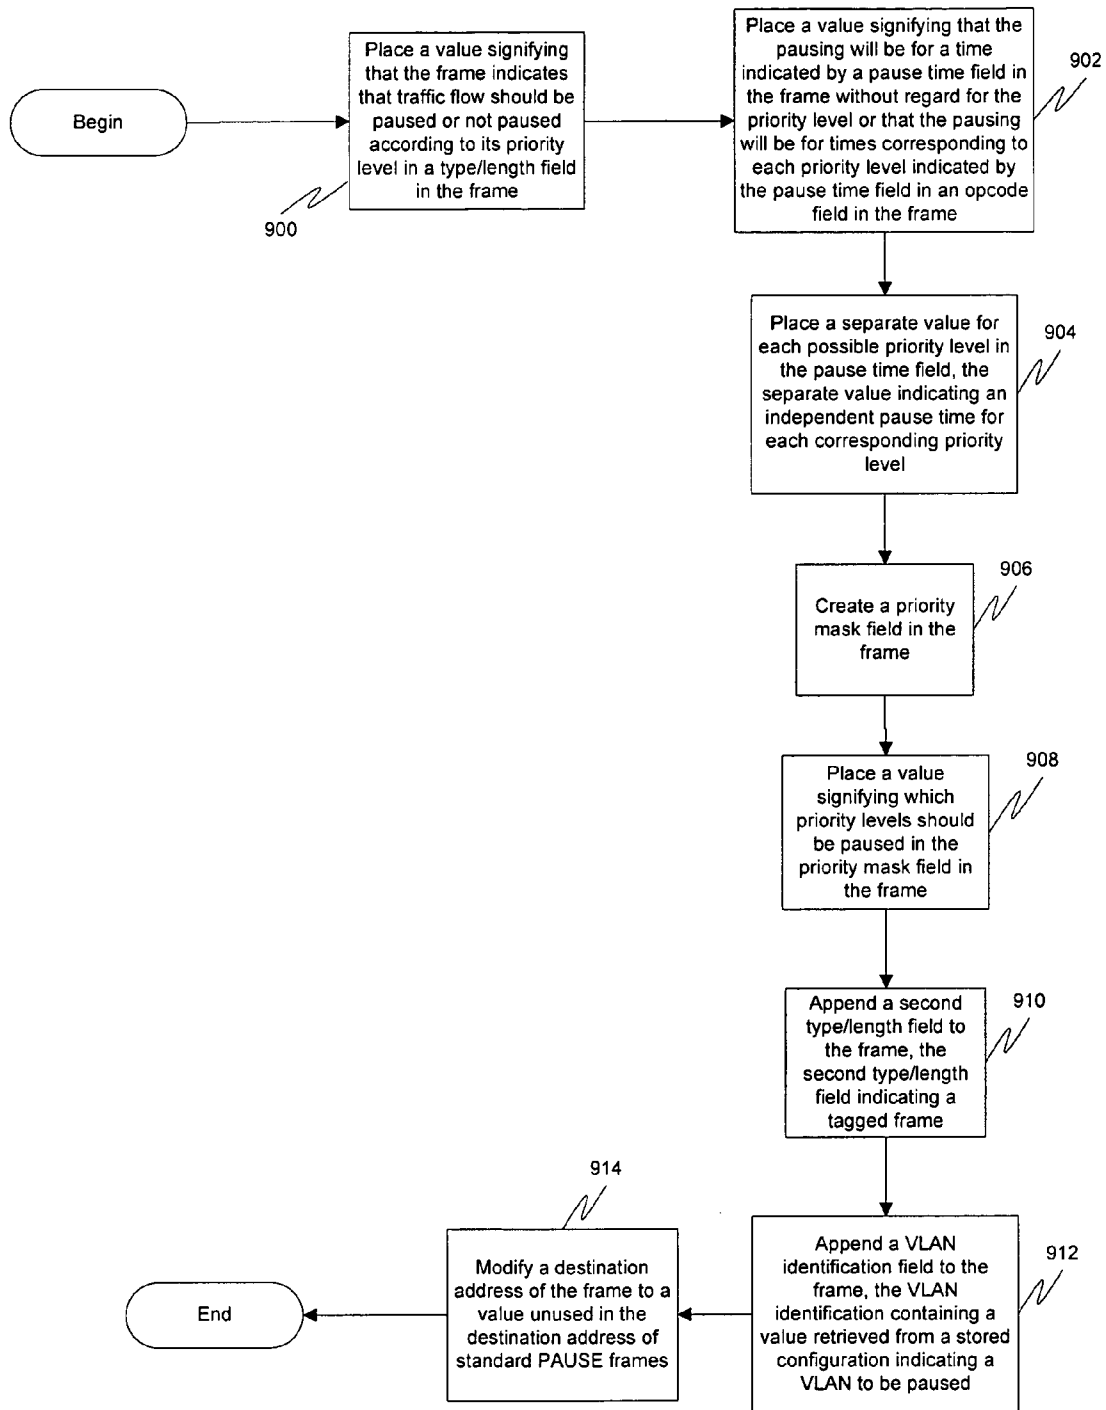 Begin
Place a value signifying
that the frame indicates
that traffic flow should be
paused or not paused
according to its priority
level in a type/length field
in the frame
900
Place a value signifying that the
pausing will be for a time
indicated by a pause time field in
the frame without regard for the
priority level or that the pausing
will be for times corresponding to
each priority level indicated by
the pause time field in an opcode
field in the frame
902
Place a separate value for
each possible priority level in
the pause time field, the
separate value indicating an
independent pause time for
each corresponding priority
level
904
Create a priority
mask field in the
frame
906
Place a value
signifying which
priority levels should
be paused in the
priority mask field in
the frame
908
Append a second
type/length field to
the frame, the
second type/length
field indicating a
tagged frame
910
Append a VLAN
identification field to
the frame, the VLAN
identification containing a
value retrieved from a stored
configuration indicating a
VLAN to be paused
912
Modify a destination
address of the frame to a
value unused in the
destination address of
standard PAUSE frames
914
End